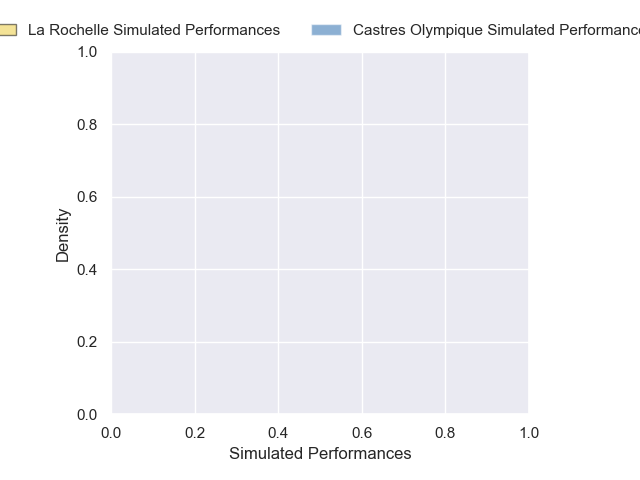 La Rochelle Simulated Performances
Castres Olympique Simulated Performanc
1.0
0.8
0.6
0.4
0.2
0.0
Density
0.0 0.2 0.4 0.6 0.8 1.0
Simulated Performances